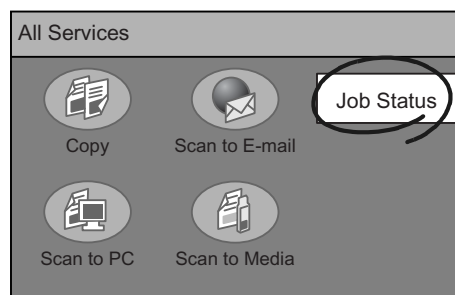 All Services
Job Status
Copy
Scan to E-mail
Scan to PC
Scan to Media